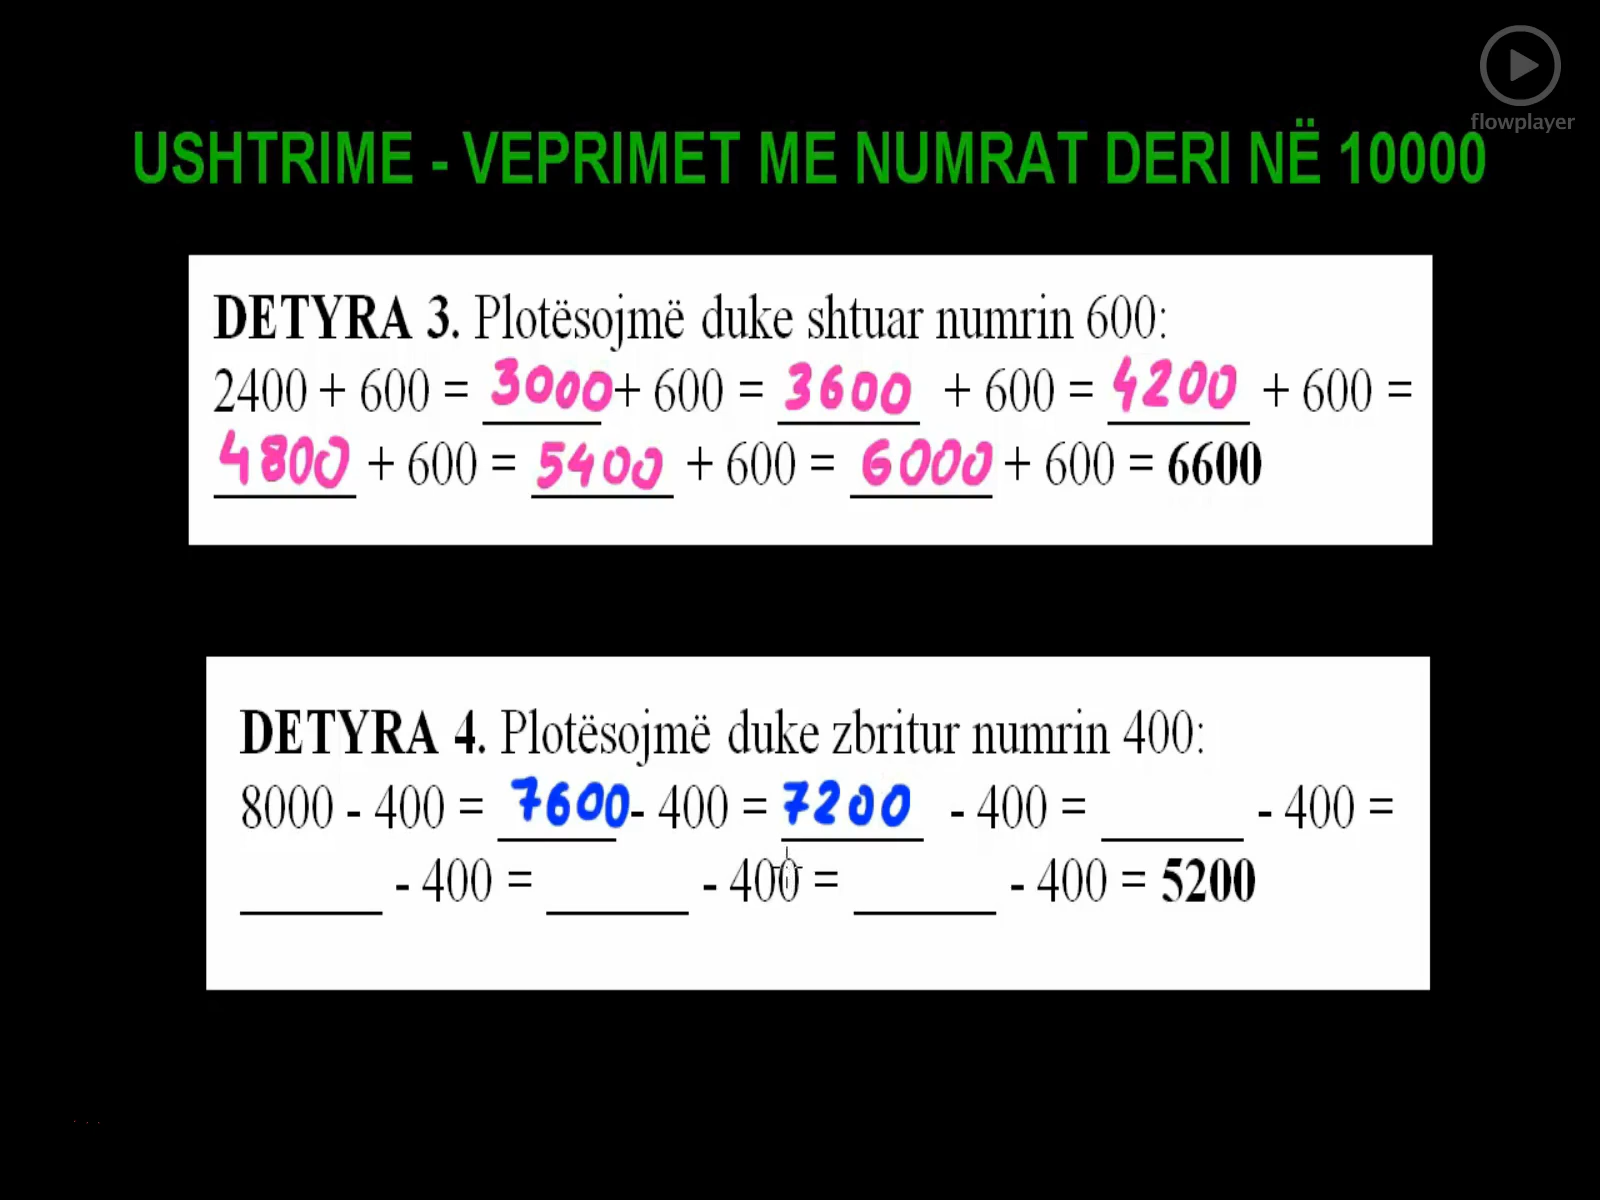 flowplayer
USHTRIME - VEPRIMET ME NUMRAT DERI NË 10000
DETYRA 3. Plotësojmë duke shtuar numrin 600:
2400 + 600 = 3000 + 600 = 3600 + 600 = 4200 + 600 =
4800 + 600 = 5400 + 600 = 6000 + 600 = 6600
DETYRA 4. Plotësojmë duke zbritur numrin 400:
8000 - 400 = 7600 - 400 = 7200 - 400 = ______ - 400 =
______ - 400 = ______ - 400 = ______ - 400 = 5200